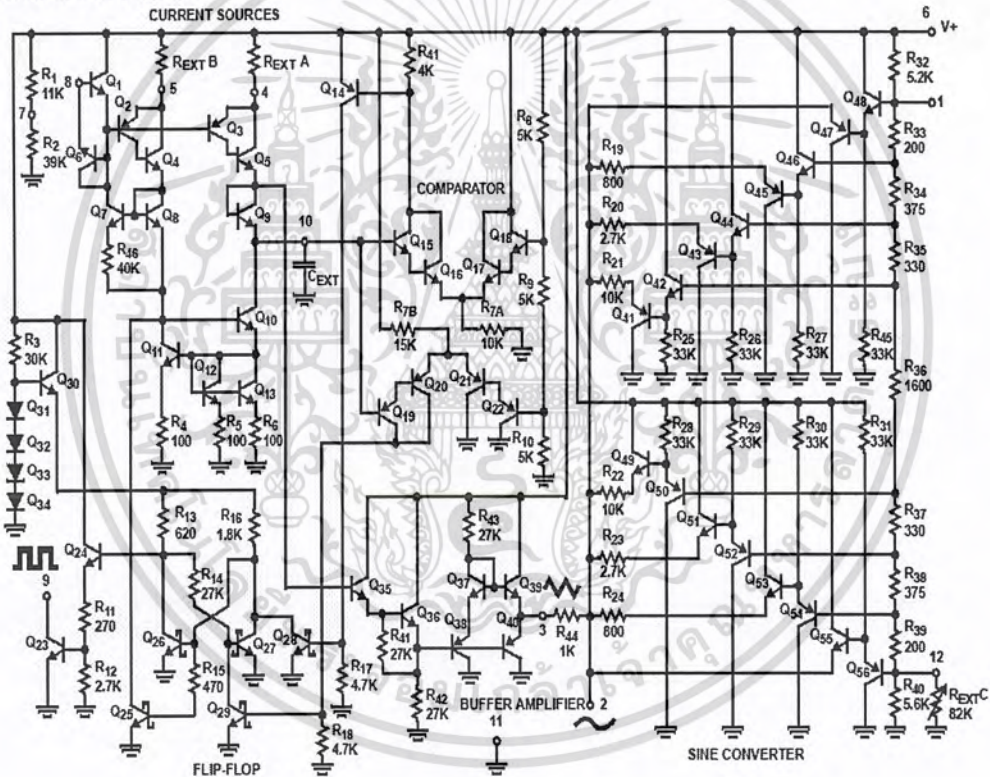 CURRENT SOURCES
6
V+
R1
11K
8
Q1
REXT B
5
REXT A
4
Q14
R41
4K
R8
5K
R32
5.2K
Q48
1
7
R2
39K
Q2
Q3
Q47
R33
200
Q6
Q4
Q5
COMPARATOR
R19
800
Q46
R34
375
Q7
Q8
Q9
10
Q45
R20
2.7K
Q44
Q15
Q18
R35
330
R46
40K
CEXT
Q16
Q17
R9
5K
Q43
R21
10K
Q42
R7B
15K
R7A
10K
Q41
R25
33K
R26
33K
R27
33K
R45
33K
R3
30K
Q10
Q11
Q12
Q30
Q13
Q20
Q21
R36
1600
Q31
Q19
Q22
Q32
R4
100
R5
100
R6
100
R10
5K
R28
33K
R29
33K
R30
33K
R31
33K
Q33
Q49
Q34
R22
10K
Q50
R13
620
R16
1.8K
R43
27K
Q51
R37
330
Q24
R23
2.7K
Q52
9
R14
27K
Q35
Q37
Q39
Q53
R38
375
R11
270
Q36
R24
800
Q54
Q23
Q26
Q27
Q28
R41
27K
Q38
Q40
3
R44
1K
Q55
R39
200
R12
2.7K
R15
470
R17
4.7K
Q56
12
Q25
Q29
R42
27K
BUFFER AMPLIFIER
2
R40
5.6K
REXTC
82K
R18
4.7K
11
FLIP-FLOP
SINE CONVERTER